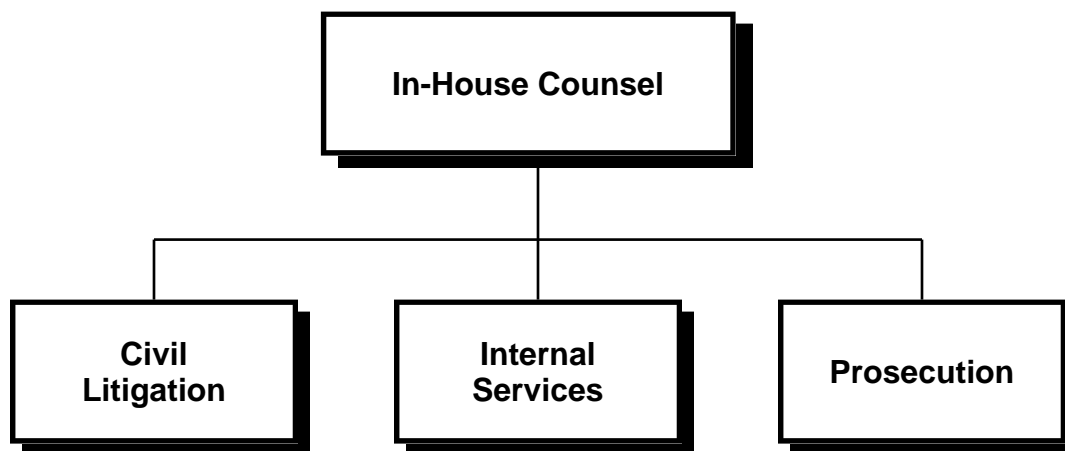 In-House Counsel
Civil
Litigation
Internal
Services
Prosecution